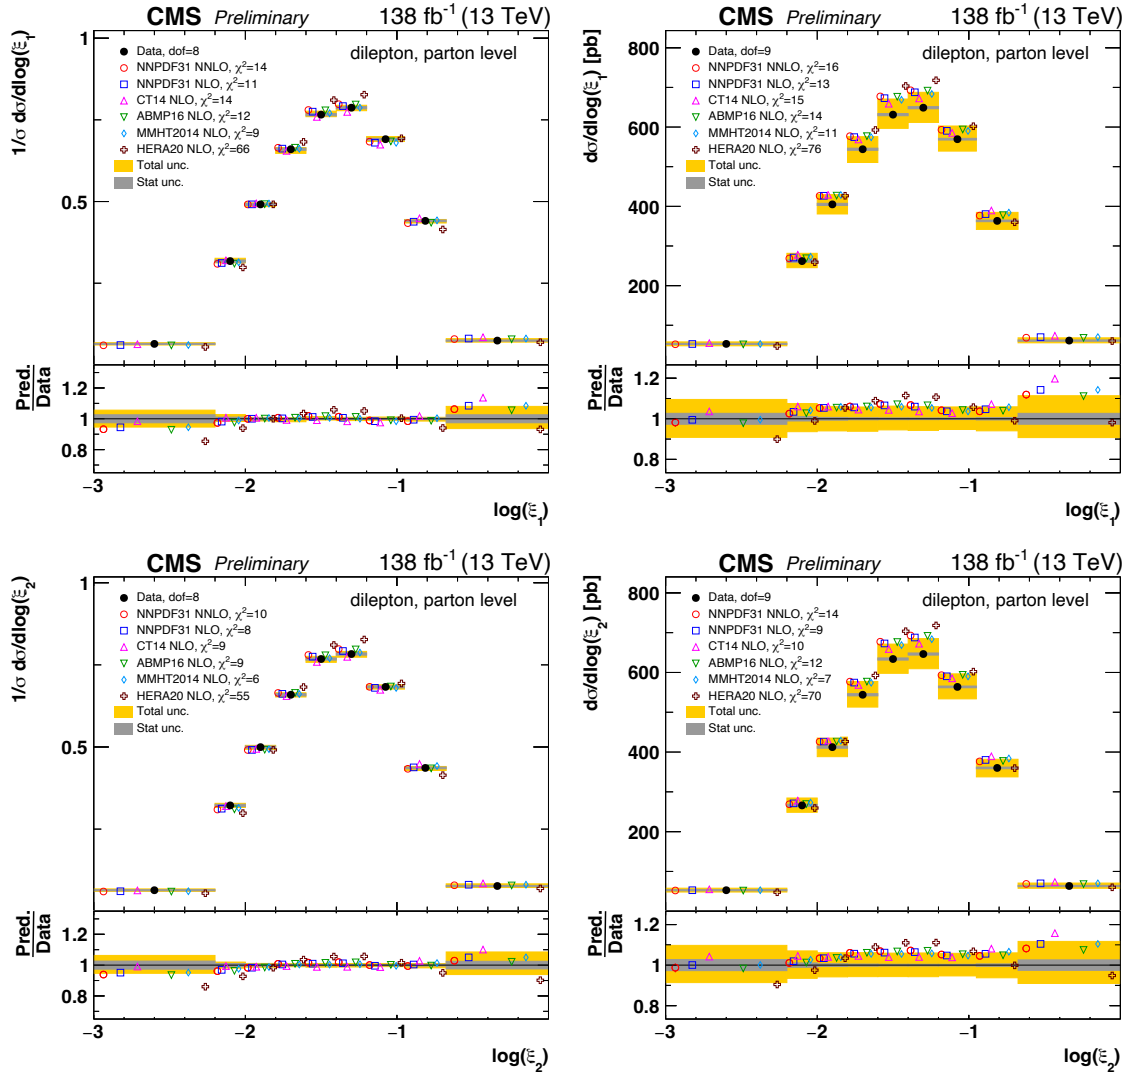 CMS Preliminary 138 fb⁻¹ (13 TeV)
1/σ dσ/dlog(ξ₁)
dilepton, parton level
Data, dof=8
NNPDF31 NNLO, χ²=14
NNPDF31 NLO, χ²=11
CT14 NLO, χ²=14
ABMP16 NLO, χ²=12
MMHT2014 NLO, χ²=9
HERA20 NLO, χ²=66
Total unc.
Stat unc.
1
0.5
Pred.
Data
1.2
1
0.8
−3 −2 −1
log(ξ₁)
CMS Preliminary 138 fb⁻¹ (13 TeV)
dσ/dlog(ξ₁) [pb]
dilepton, parton level
Data, dof=9
NNPDF31 NNLO, χ²=16
NNPDF31 NLO, χ²=13
CT14 NLO, χ²=15
ABMP16 NLO, χ²=14
MMHT2014 NLO, χ²=11
HERA20 NLO, χ²=76
Total unc.
Stat unc.
800
600
400
200
Pred.
Data
1.2
1
0.8
−3 −2 −1
log(ξ₁)
CMS Preliminary 138 fb⁻¹ (13 TeV)
1/σ dσ/dlog(ξ₂)
dilepton, parton level
Data, dof=8
NNPDF31 NNLO, χ²=10
NNPDF31 NLO, χ²=8
CT14 NLO, χ²=9
ABMP16 NLO, χ²=9
MMHT2014 NLO, χ²=6
HERA20 NLO, χ²=55
Total unc.
Stat unc.
1
0.5
Pred.
Data
1.2
1
0.8
−3 −2 −1
log(ξ₂)
CMS Preliminary 138 fb⁻¹ (13 TeV)
dσ/dlog(ξ₂) [pb]
dilepton, parton level
Data, dof=9
NNPDF31 NNLO, χ²=14
NNPDF31 NLO, χ²=9
CT14 NLO, χ²=10
ABMP16 NLO, χ²=12
MMHT2014 NLO, χ²=7
HERA20 NLO, χ²=70
Total unc.
Stat unc.
800
600
400
200
Pred.
Data
1.2
1
0.8
−3 −2 −1
log(ξ₂)